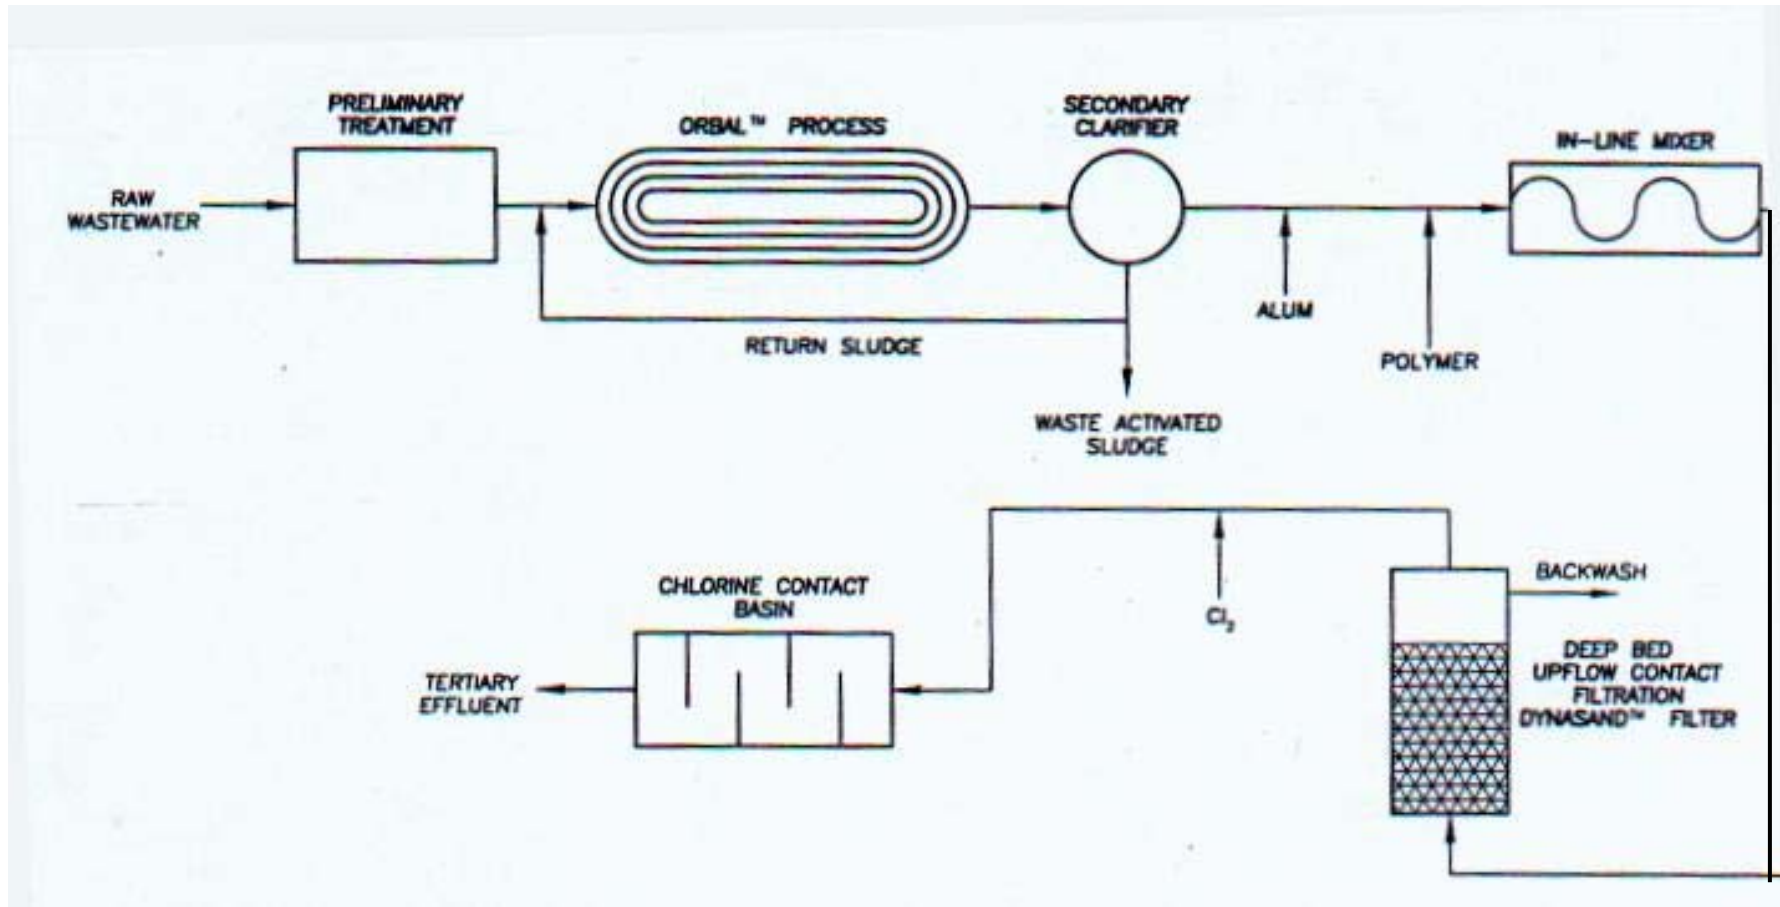 PRELIMINARY
TREATMENT
ORBAL™ PROCESS
SECONDARY
CLARIFIER
IN-LINE MIXER
RAW
WASTEWATER
ALUM
RETURN SLUDGE
POLYMER
WASTE ACTIVATED
SLUDGE
CHLORINE CONTACT
BASIN
Cl₂
BACKWASH
DEEP BED
UPFLOW CONTACT
FILTRATION
DYNASAND™ FILTER
TERTIARY
EFFLUENT